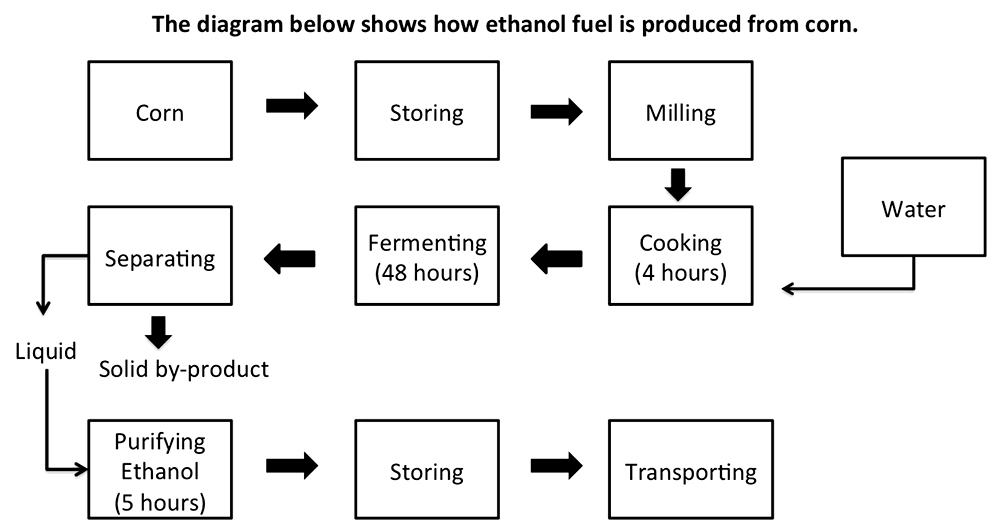 The diagram below shows how ethanol fuel is produced from corn.
Corn
Storing
Milling
Water
Separating
Fermenting
(48 hours)
Cooking
(4 hours)
Liquid
Solid by-product
Purifying
Ethanol
(5 hours)
Storing
Transporting